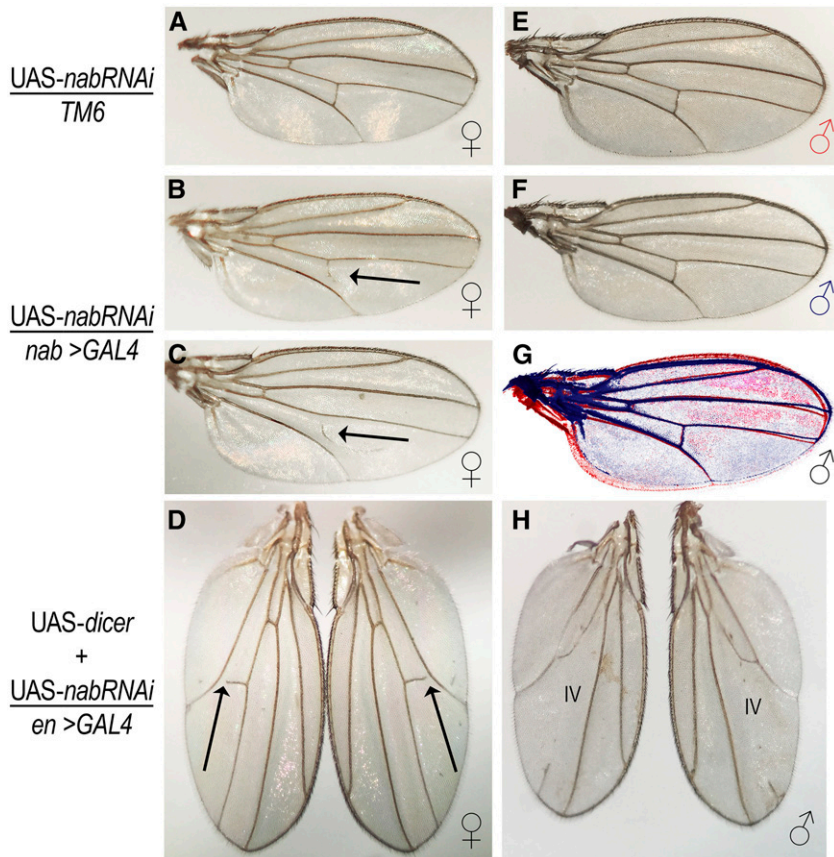 A
E
UAS-nabRNAi
TM6
♀
♂
B
F
♀
♂
UAS-nabRNAi
nab >GAL4
C
G
♀
♂
D
H
UAS-dicer
+
UAS-nabRNAi
en >GAL4
IV
IV
♀
♂